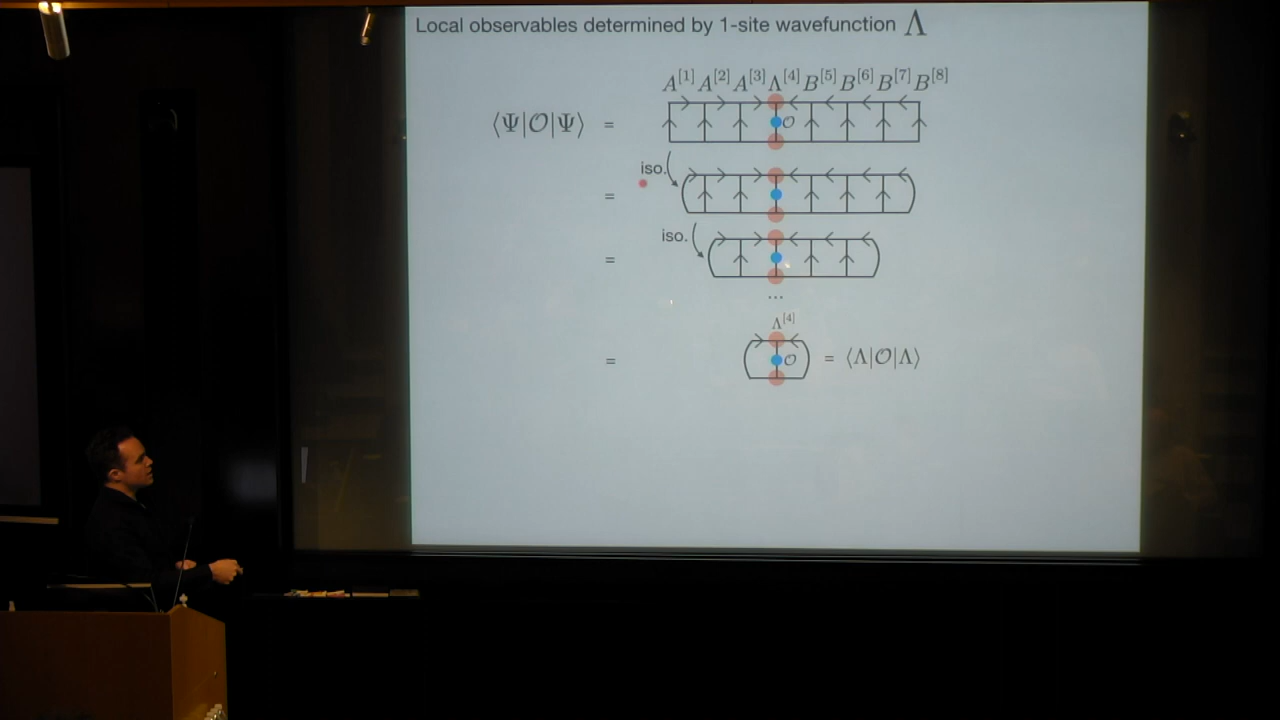 Local observables determined by 1-site wavefunction Λ
A^[1] A^[2] A^[3] Λ^[4] B^[5] B^[6] B^[7] B^[8]
⟨Ψ|𝒪|Ψ⟩ = 𝒪
iso.
=
iso.
=
...
Λ^[4]
= 𝒪 = ⟨Λ|𝒪|Λ⟩